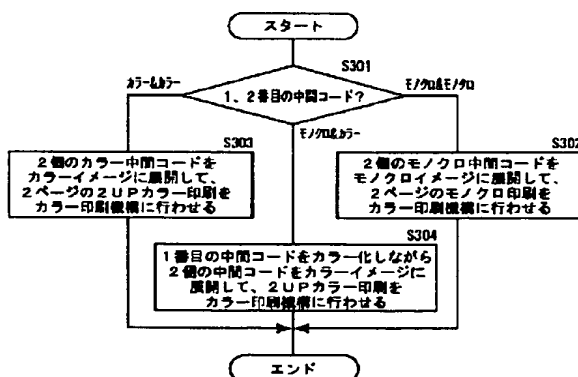 スタート
S301
カラー&カラー
モノクロ&モノクロ
1、2番目の中間コード?
モノクロ&カラー
S303
2個のカラー中間コードを
カラーイメージに展開して、
2ページの2UPカラー印刷を
カラー印刷機構に行わせる
S302
2個のモノクロ中間コードを
モノクロイメージに展開して、
2ページのモノクロ印刷を
カラー印刷機構に行わせる
S304
1番目の中間コードをカラー化しながら
2個の中間コードをカラーイメージに
展開して、2UPカラー印刷を
カラー印刷機構に行わせる
エンド